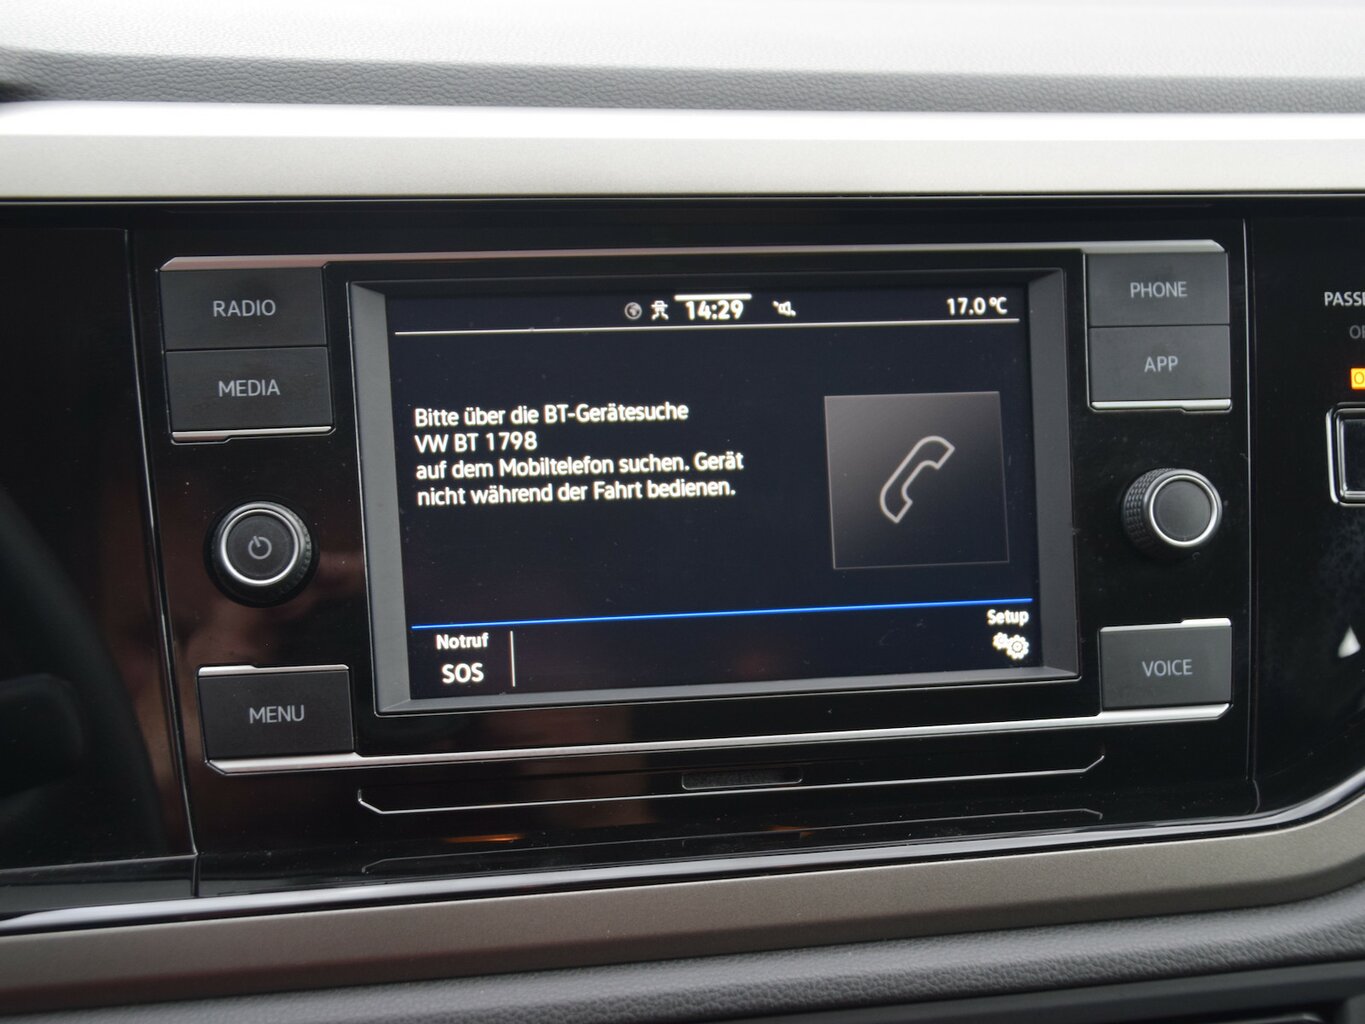 RADIO
MEDIA
MENU
14:29
17.0 °C
Bitte über die BT-Gerätesuche
VW BT 1798
auf dem Mobiltelefon suchen. Gerät
nicht während der Fahrt bedienen.
Notruf
SOS
Setup
PHONE
APP
VOICE